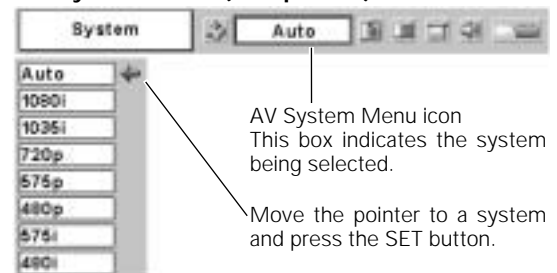 System
Auto
Auto
1080i
1035i
720p
575p
480p
575i
480i
AV System Menu icon
This box indicates the system
being selected.
Move the pointer to a system
and press the SET button.